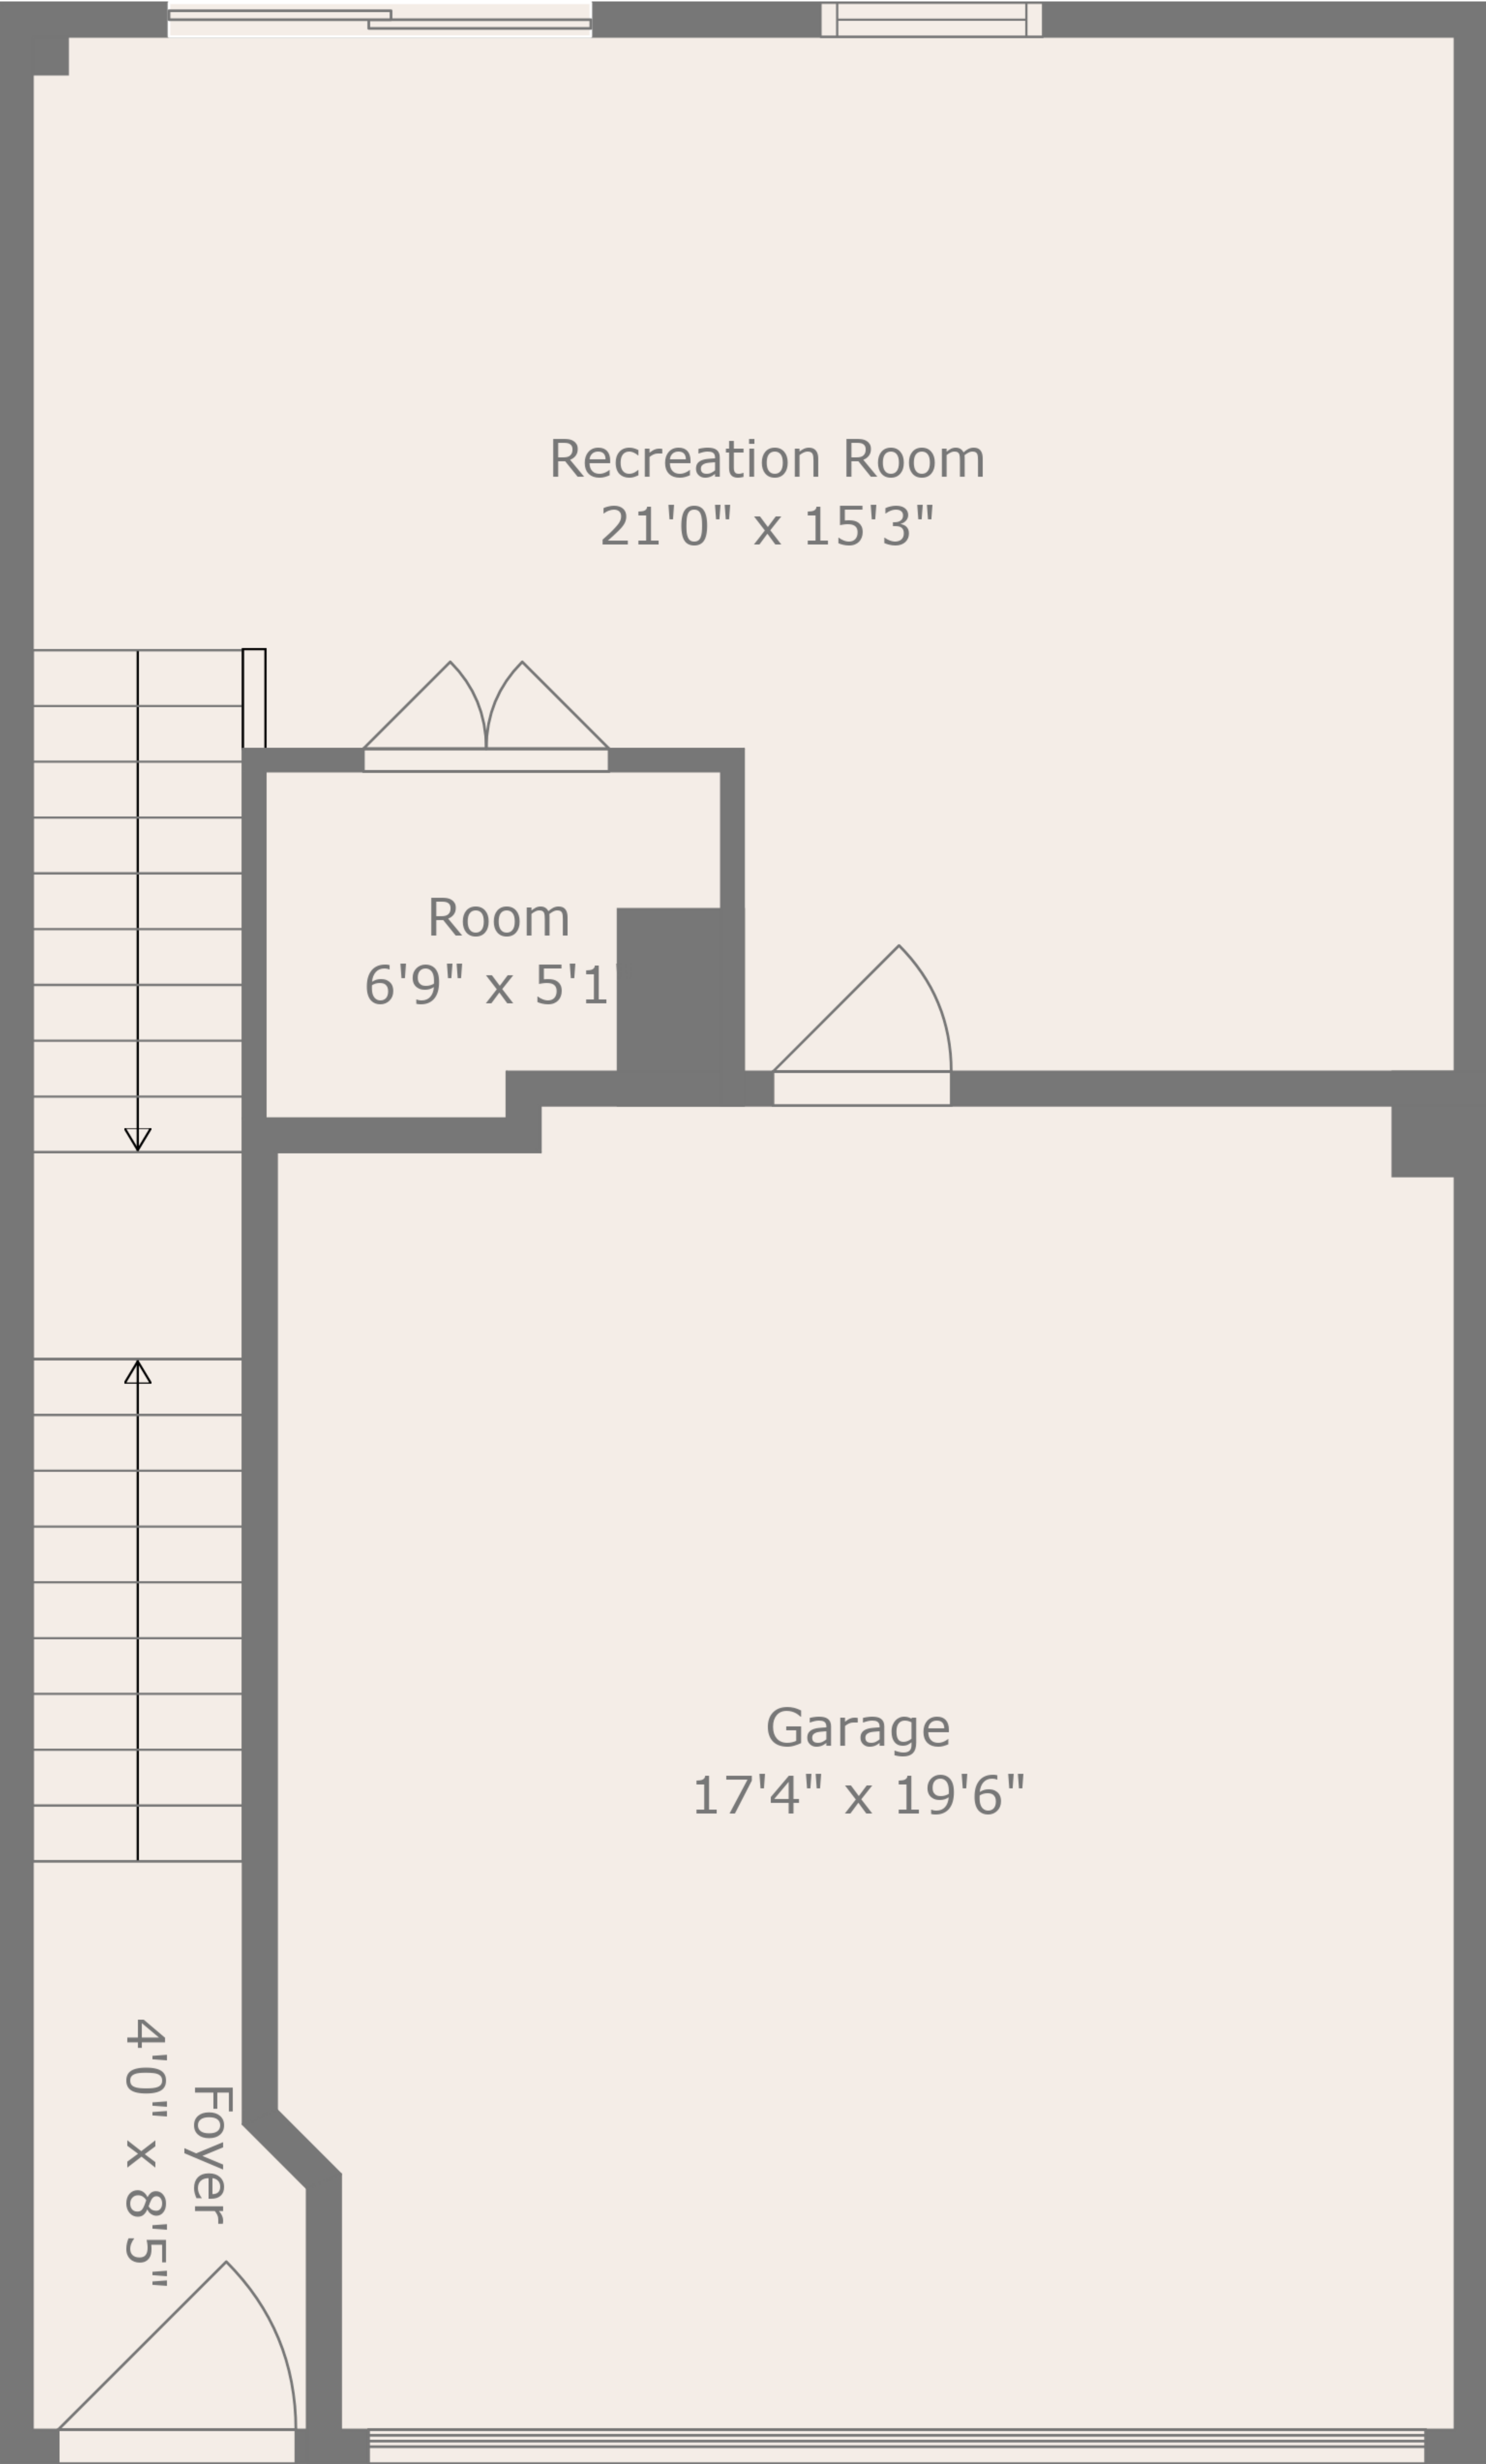 Recreation Room
21'0" x 15'3"
Room
6'9" x 5'1
Garage
17'4" x 19'6"
Foyer
4'0" x 8'5"